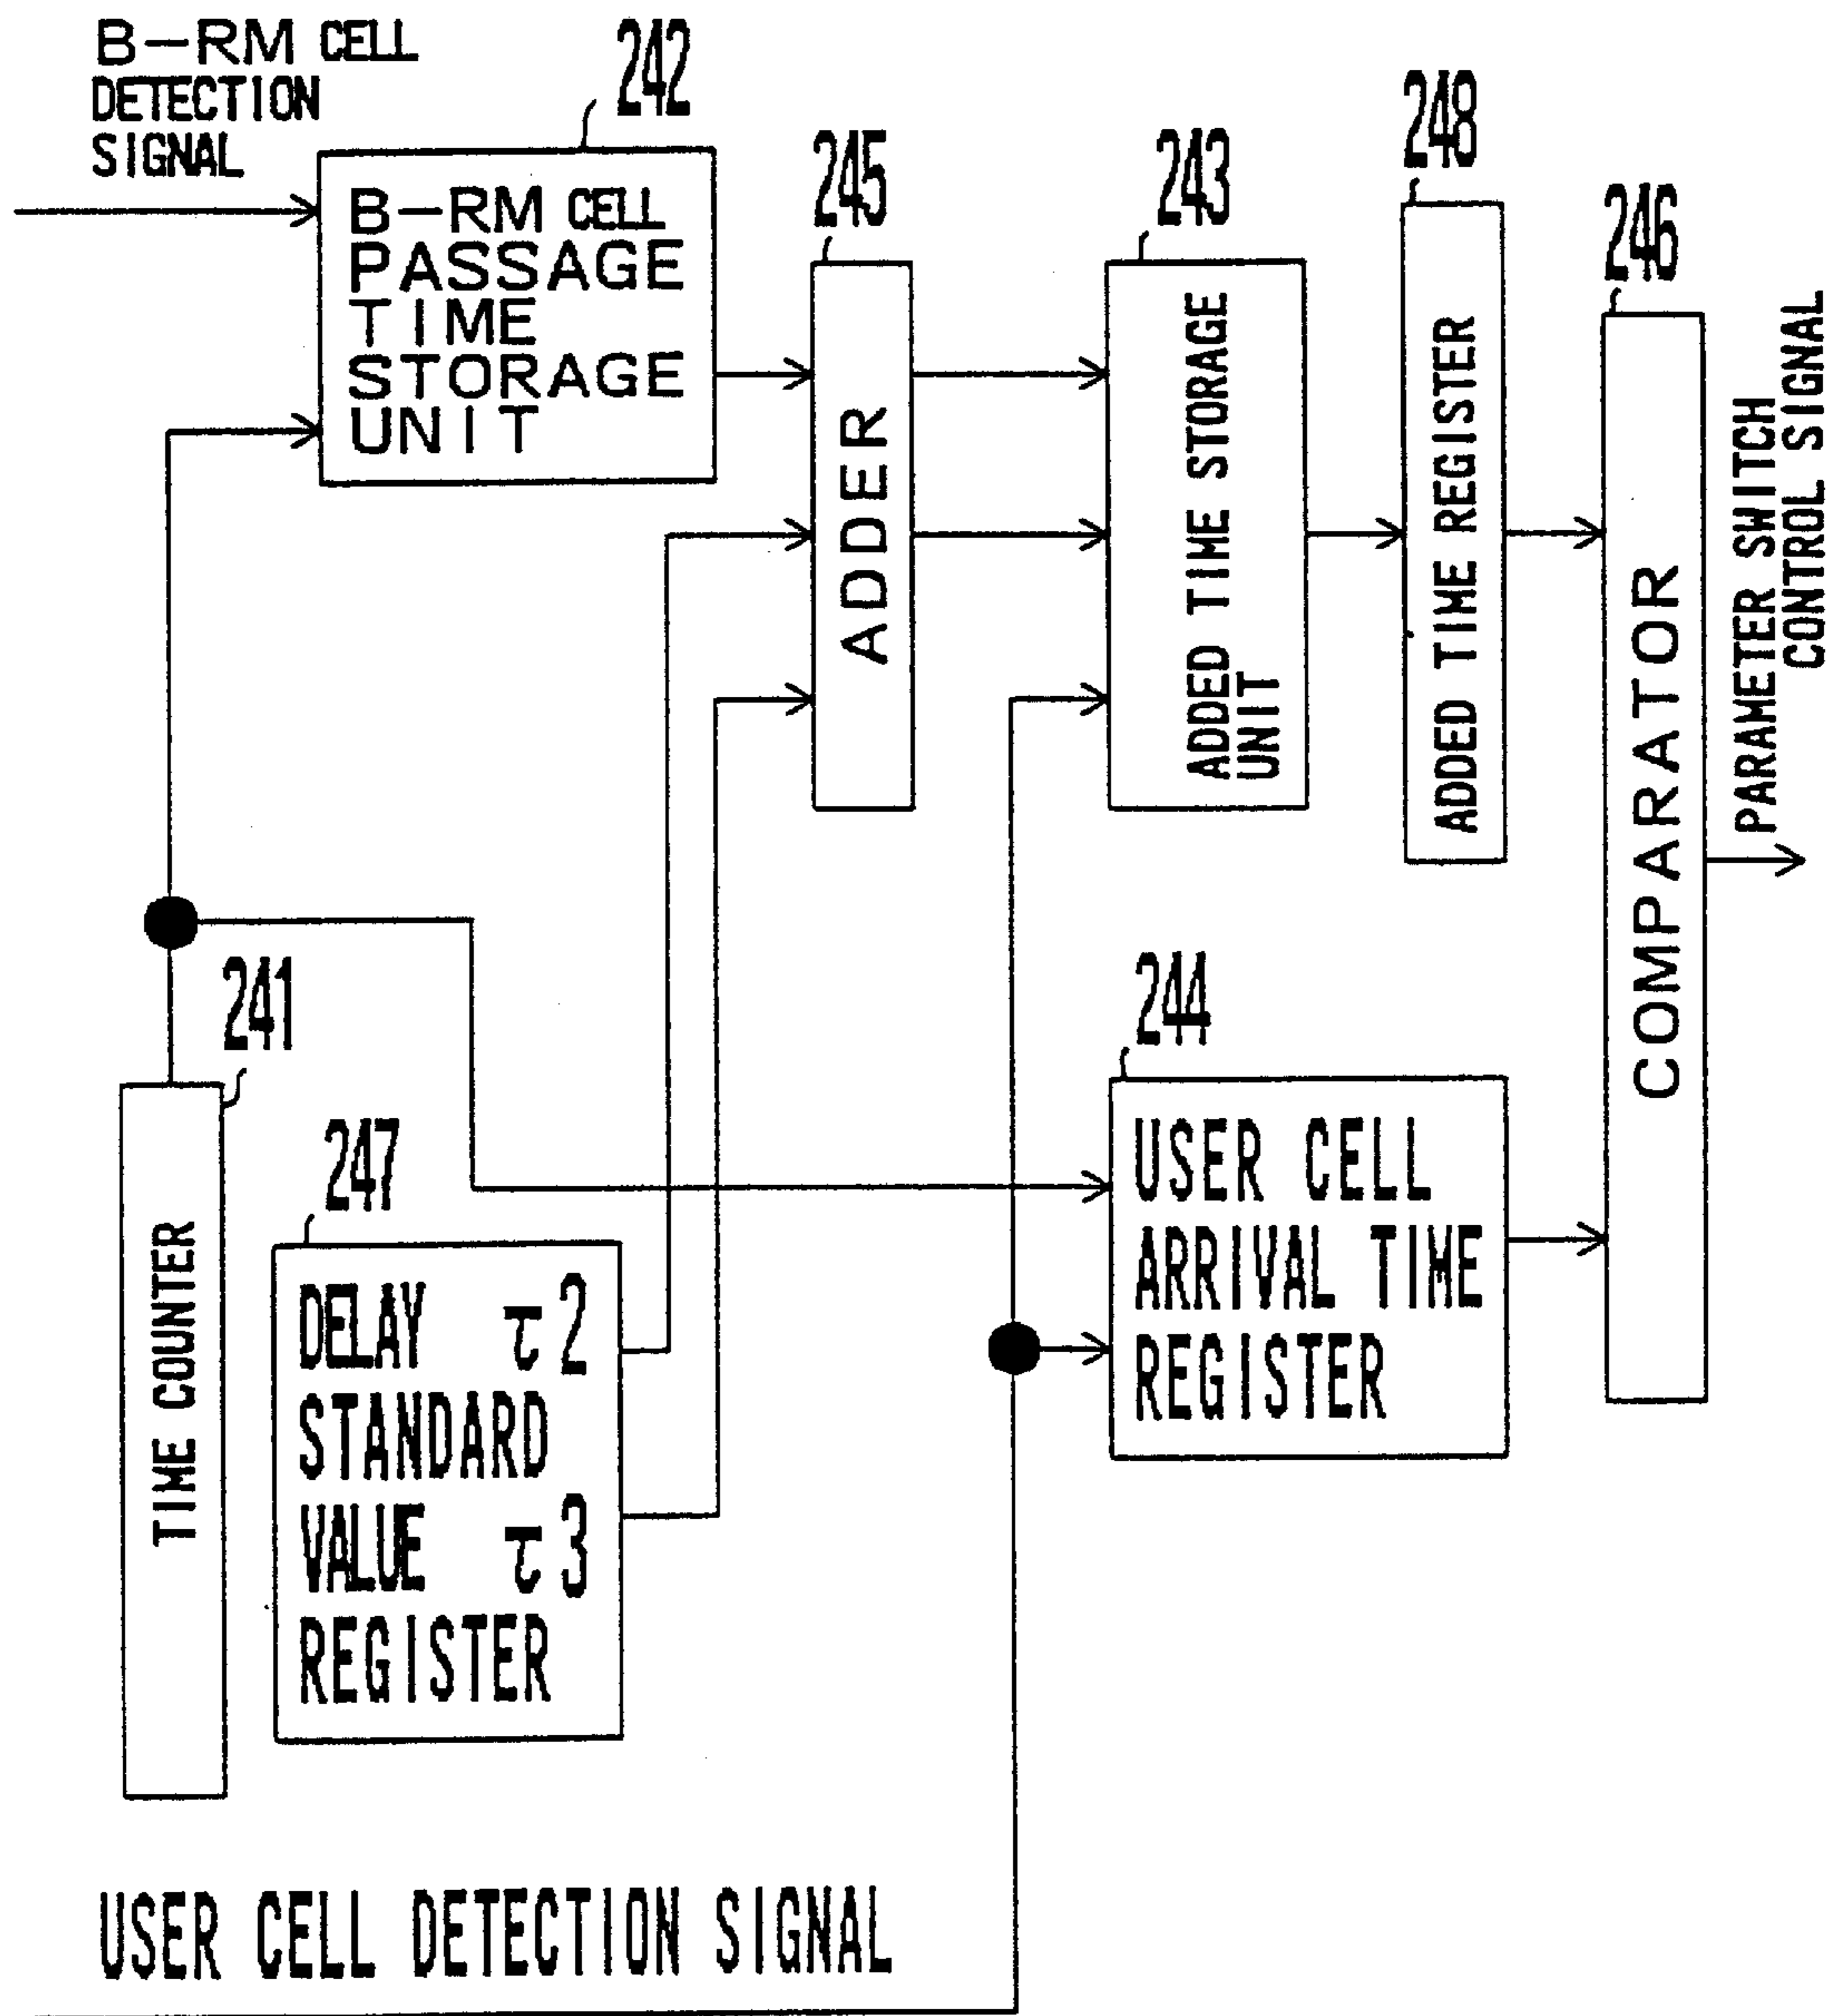 B-RM CELL
DETECTION
SIGNAL
242
B-RM CELL
PASSAGE
TIME
STORAGE
UNIT
245
ADDER
243
ADDED TIME STORAGE
UNIT
248
ADDED TIME REGISTER
246
COMPARATOR
PARAMETER SWITCH
CONTROL SIGNAL
241
TIME COUNTER
247
DELAY τ2
STANDARD
VALUE τ3
REGISTER
244
USER CELL
ARRIVAL TIME
REGISTER
USER CELL DETECTION SIGNAL